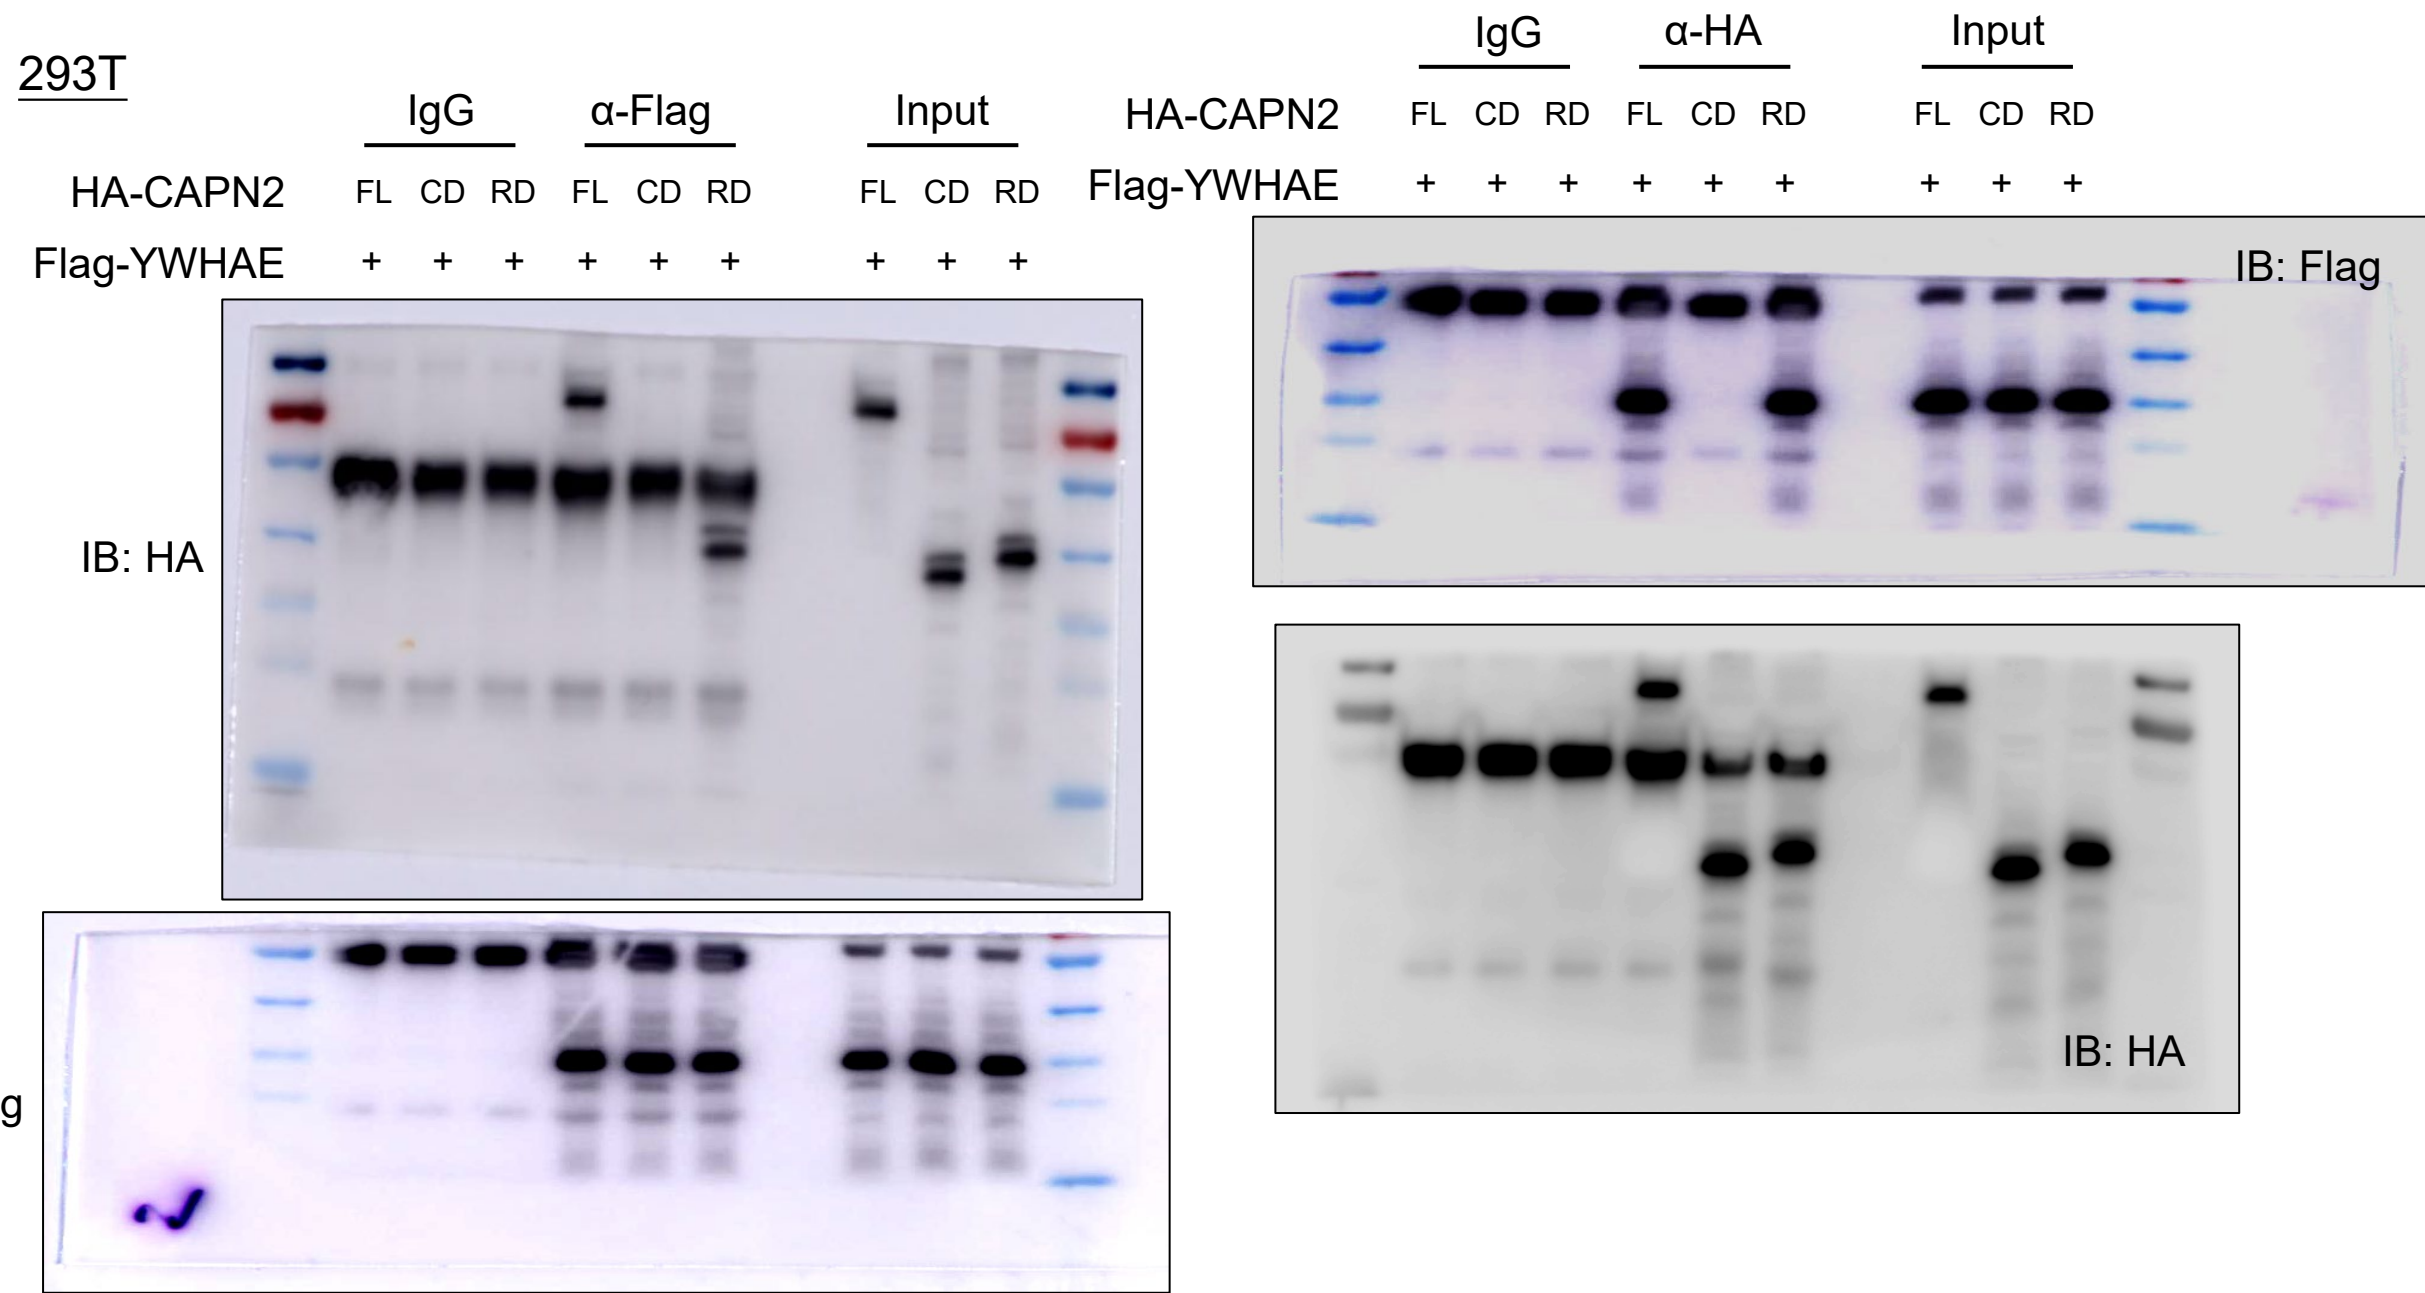 293T
IgG α-Flag Input
HA-CAPN2 FL CD RD FL CD RD FL CD RD
Flag-YWHAE + + + + + + + + +
IB: HA
g
IgG α-HA Input
HA-CAPN2 FL CD RD FL CD RD FL CD RD
Flag-YWHAE + + + + + + + + +
IB: Flag
IB: HA